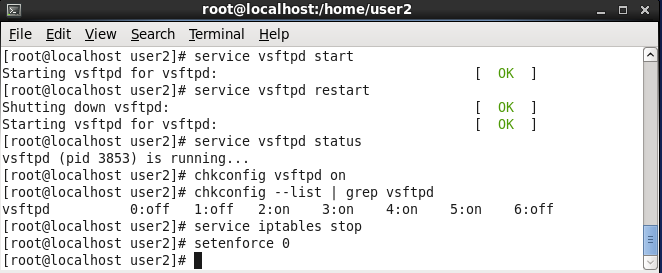 root@localhost:/home/user2
File Edit View Search Terminal Help
[root@localhost user2]# service vsftpd start
Starting vsftpd for vsftpd: [ OK ]
[root@localhost user2]# service vsftpd restart
Shutting down vsftpd: [ OK ]
Starting vsftpd for vsftpd: [ OK ]
[root@localhost user2]# service vsftpd status
vsftpd (pid 3853) is running...
[root@localhost user2]# chkconfig vsftpd on
[root@localhost user2]# chkconfig --list | grep vsftpd
vsftpd 0:off 1:off 2:on 3:on 4:on 5:on 6:off
[root@localhost user2]# service iptables stop
[root@localhost user2]# setenforce 0
[root@localhost user2]#